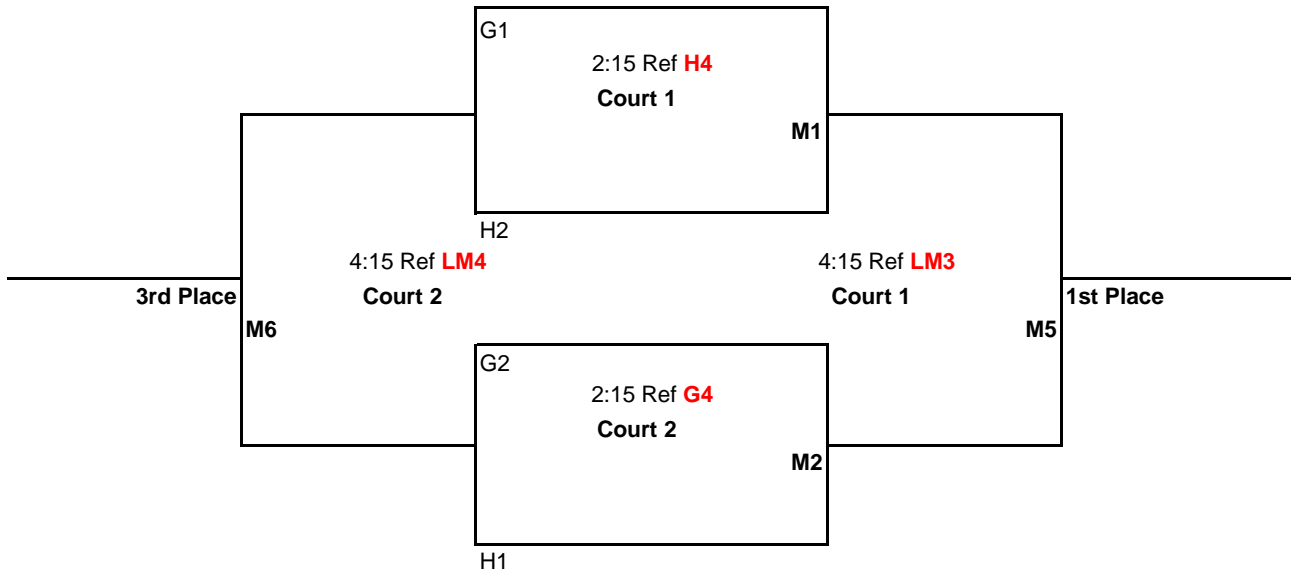 G1
2:15 Ref H4
Court 1
M1
H2
4:15 Ref LM4
4:15 Ref LM3
3rd Place
Court 2
Court 1
1st Place
M6
M5
G2
2:15 Ref G4
Court 2
M2
H1